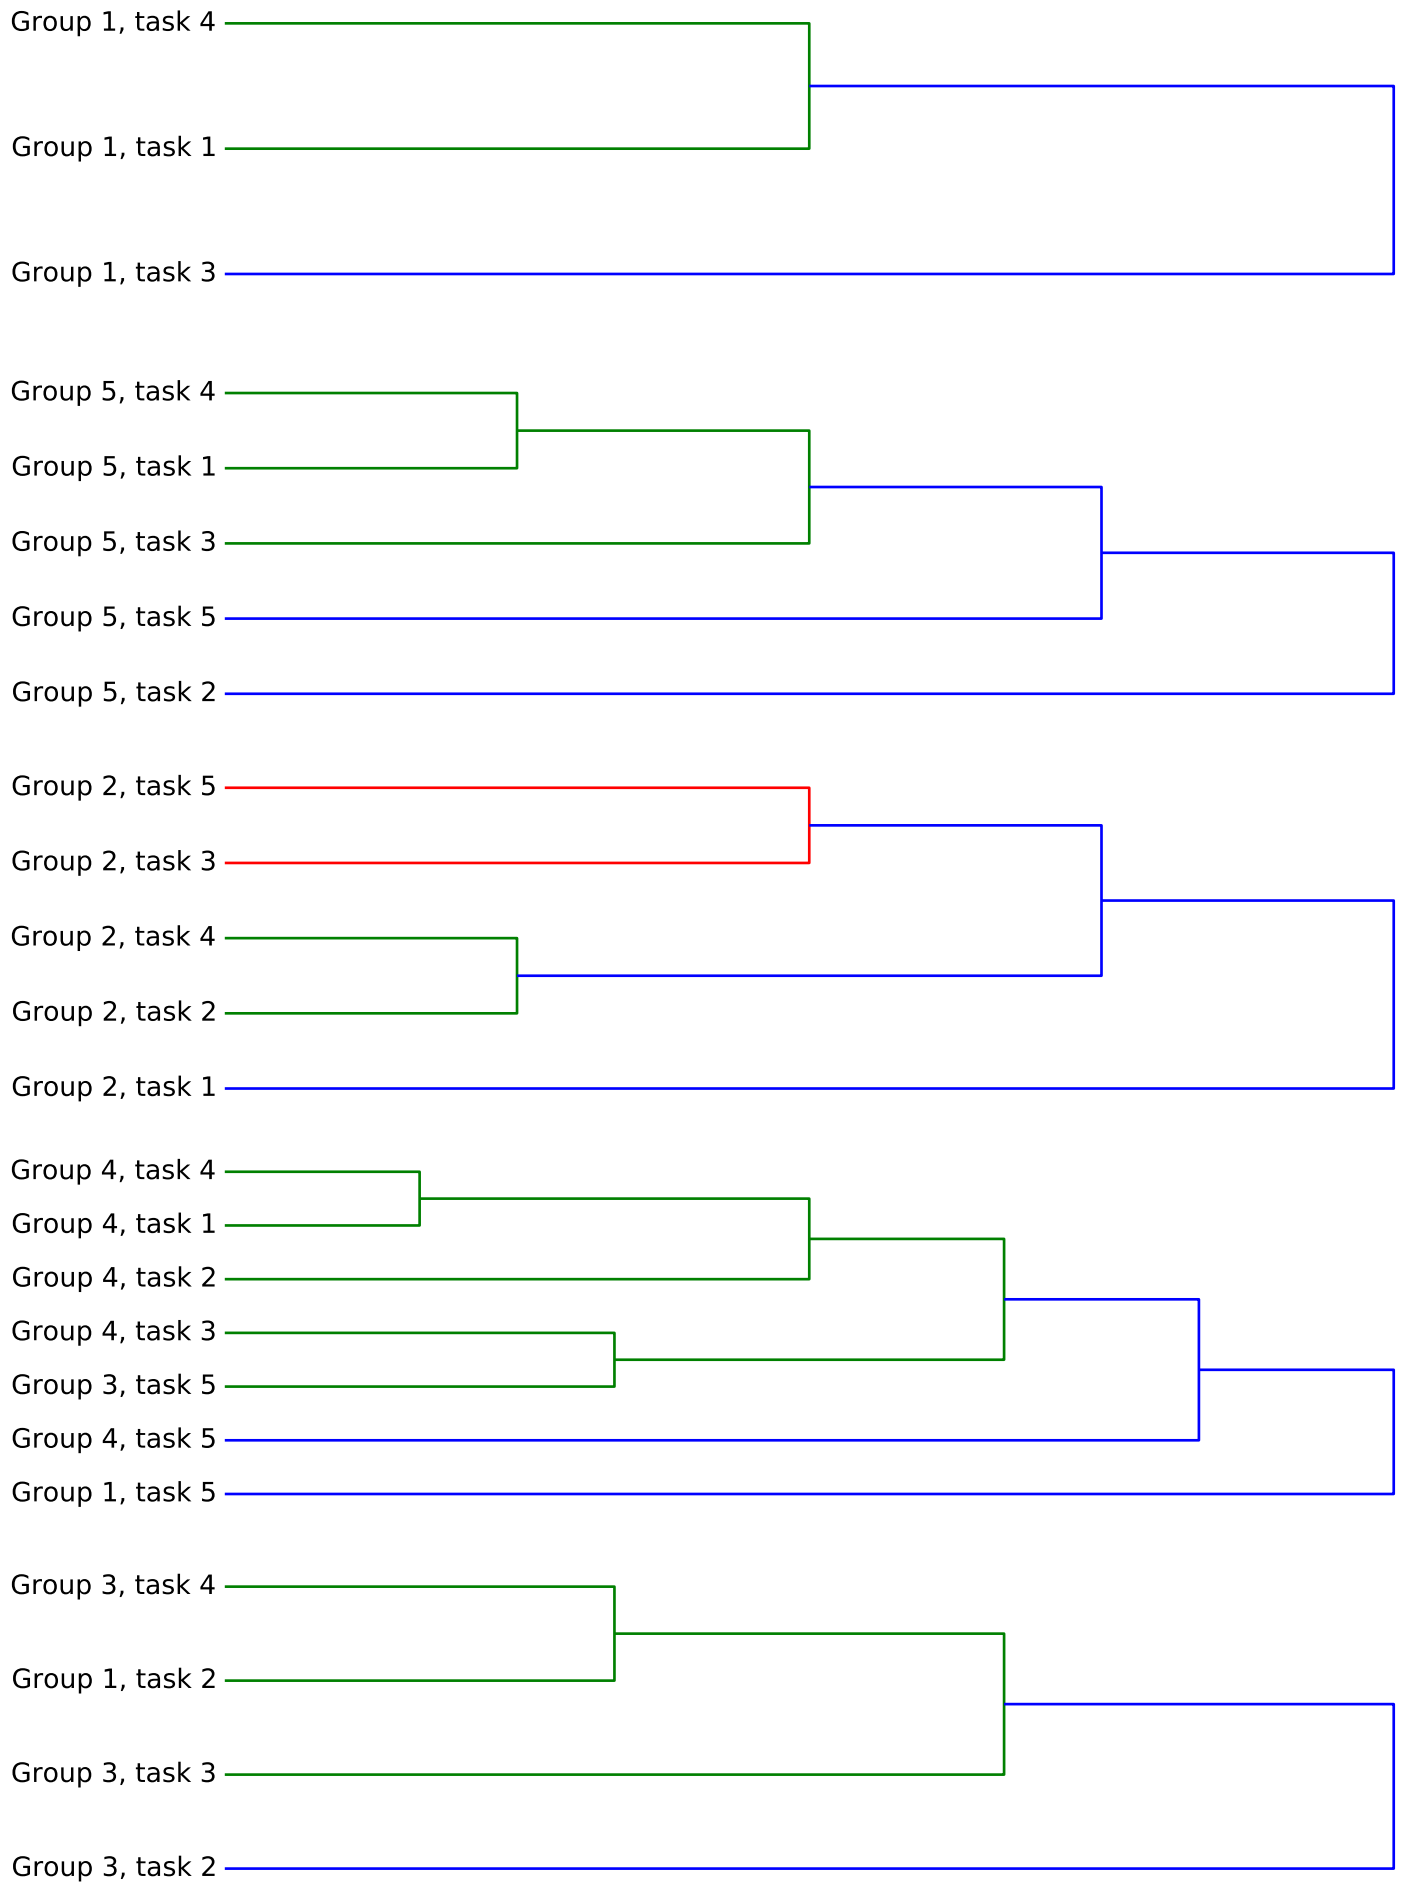 Group 1, task 4
Group 1, task 1
Group 1, task 3
Group 5, task 4
Group 5, task 1
Group 5, task 3
Group 5, task 5
Group 5, task 2
Group 2, task 5
Group 2, task 3
Group 2, task 4
Group 2, task 2
Group 2, task 1
Group 4, task 4
Group 4, task 1
Group 4, task 2
Group 4, task 3
Group 3, task 5
Group 4, task 5
Group 1, task 5
Group 3, task 4
Group 1, task 2
Group 3, task 3
Group 3, task 2